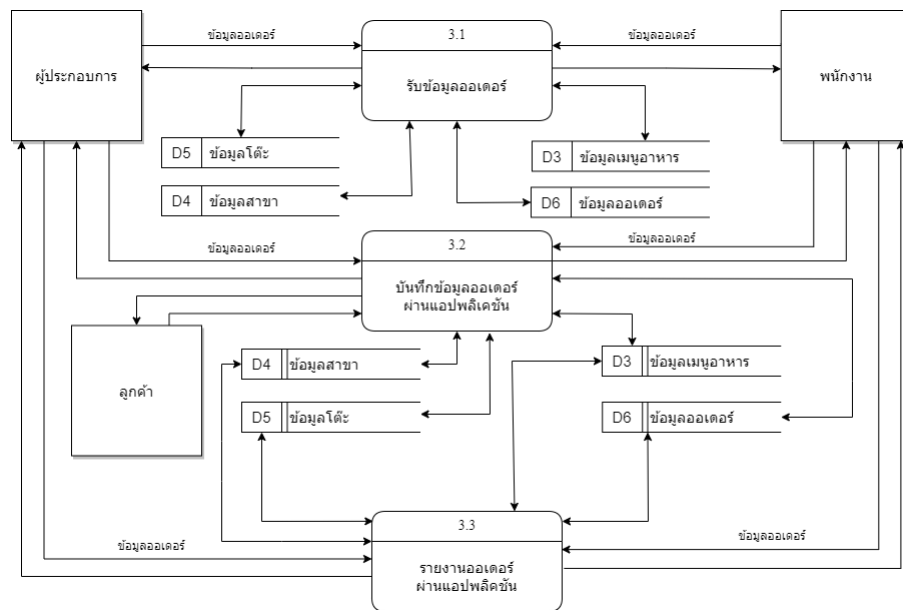 3.1
ข้อมูลออเดอร์
ข้อมูลออเดอร์
ผู้ประกอบการ
รับข้อมูลออเดอร์
พนักงาน
D5 ข้อมูลโต๊ะ
D3 ข้อมูลเมนูอาหาร
D4 ข้อมูลสาขา
D6 ข้อมูลออเดอร์
ข้อมูลออเดอร์
3.2
ข้อมูลออเดอร์
บันทึกข้อมูลออเดอร์
ผ่านแอปพลิเคชัน
ลูกค้า
D4 ข้อมูลสาขา
D3 ข้อมูลเมนูอาหาร
D5 ข้อมูลโต๊ะ
D6 ข้อมูลออเดอร์
3.3
ข้อมูลออเดอร์
ข้อมูลออเดอร์
รายงานออเดอร์
ผ่านแอปพลิคชัน